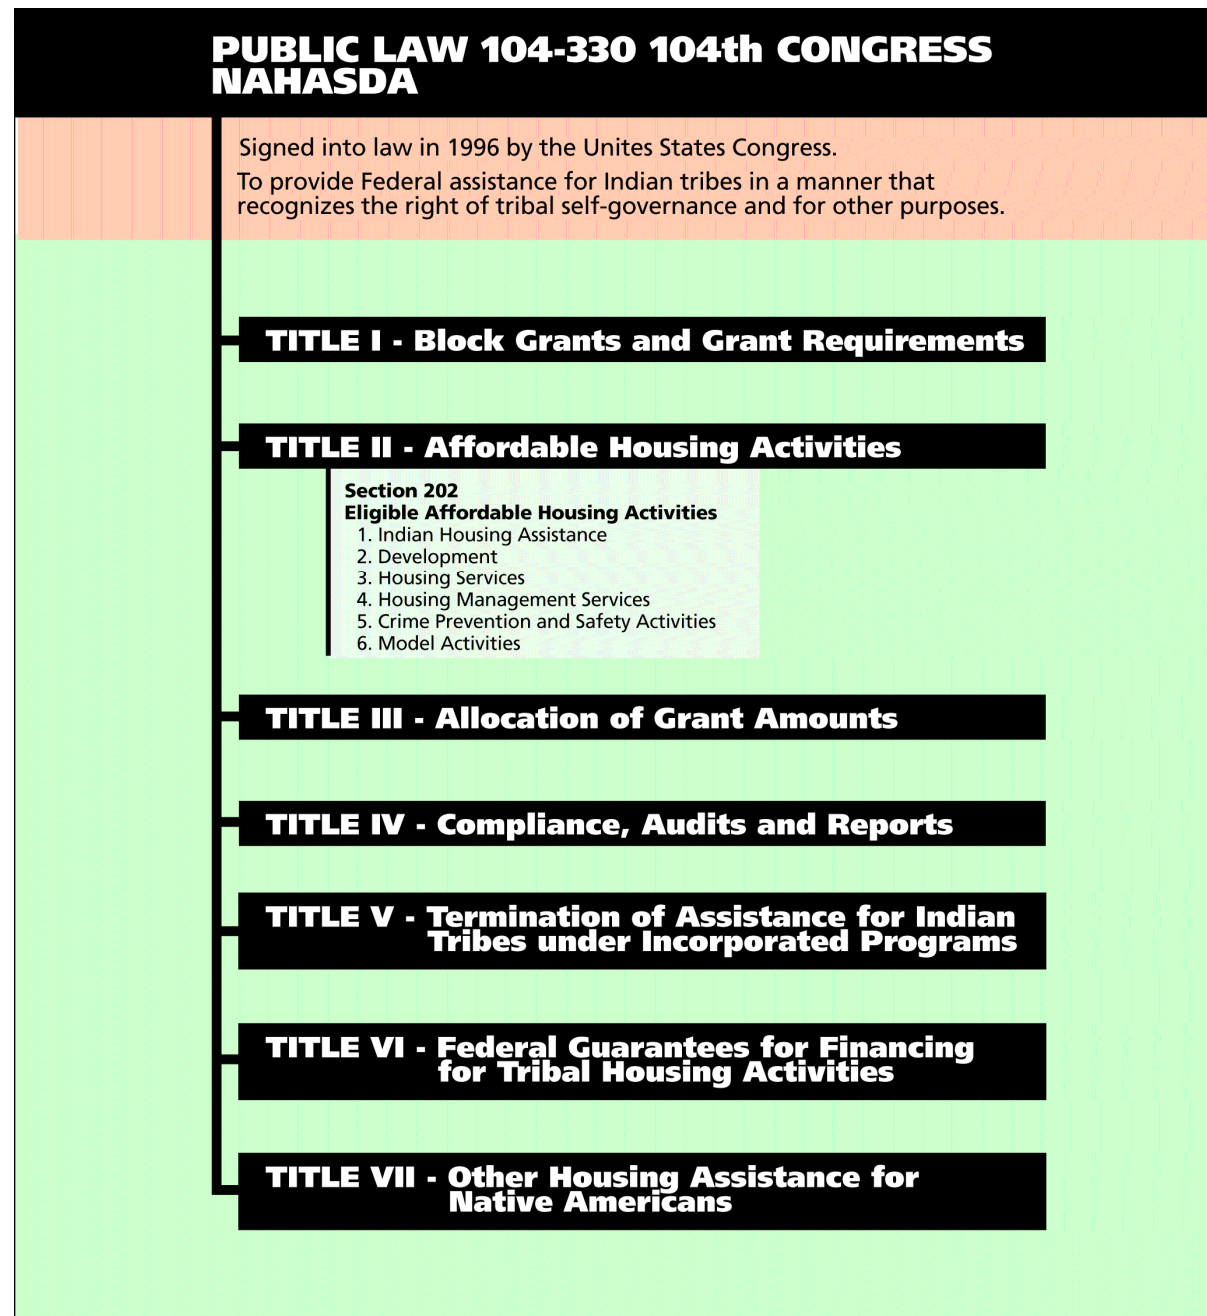 PUBLIC LAW 104-330 104th CONGRESS
NAHASDA
Signed into law in 1996 by the Unites States Congress.
To provide Federal assistance for Indian tribes in a manner that
recognizes the right of tribal self-governance and for other purposes.
TITLE I - Block Grants and Grant Requirements
TITLE II - Affordable Housing Activities
Section 202
Eligible Affordable Housing Activities
1. Indian Housing Assistance
2. Development
3. Housing Services
4. Housing Management Services
5. Crime Prevention and Safety Activities
6. Model Activities
TITLE III - Allocation of Grant Amounts
TITLE IV - Compliance, Audits and Reports
TITLE V - Termination of Assistance for Indian
Tribes under Incorporated Programs
TITLE VI - Federal Guarantees for Financing
for Tribal Housing Activities
TITLE VII - Other Housing Assistance for
Native Americans